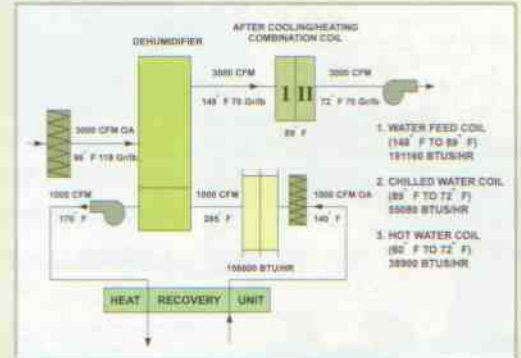 DEHUMIDIFIER
AFTER COOLING/HEATING
COMBINATION COIL
3000 CFM
148° F 70 Gr/lb
I II
3000 CFM
72° F 70 Gr/lb
89° F
3000 CFM OA
118 Gr/lb
1000 CFM
170° F
1000 CFM
285° F
1000 CFM OA
140° F
156600 BTU/HR
HEAT RECOVERY UNIT
1. WATER FEED COIL
(148° F TO 89° F)
191160 BTUS/HR
2. CHILLED WATER COIL
(89° F TO 72° F)
55080 BTUS/HR
3. HOT WATER COIL
(60° F TO 72° F)
38900 BTUS/HR